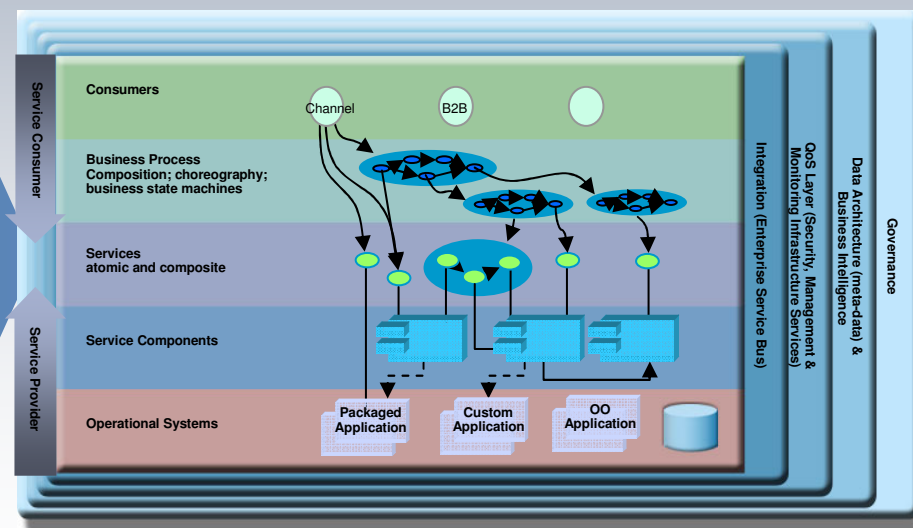 Service Consumer
Service Provider
Consumers
Channel
B2B
Business Process
Composition; choreography;
business state machines
Services
atomic and composite
Service Components
Operational Systems
Packaged
Application
Custom
Application
OO
Application
Integration (Enterprise Service Bus)
QoS Layer (Security, Management &
Monitoring Infrastructure Services)
Data Architecture (meta-data) &
Business Intelligence
Governance